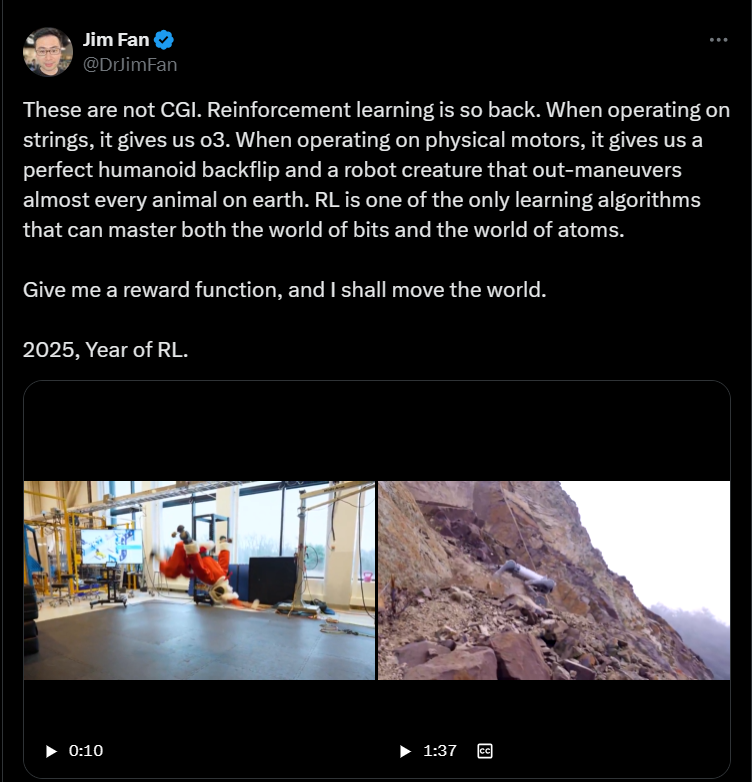 Jim Fan
@DrJimFan
These are not CGI. Reinforcement learning is so back. When operating on
strings, it gives us o3. When operating on physical motors, it gives us a
perfect humanoid backflip and a robot creature that out-maneuvers
almost every animal on earth. RL is one of the only learning algorithms
that can master both the world of bits and the world of atoms.
Give me a reward function, and I shall move the world.
2025, Year of RL.
0:10
1:37
CC